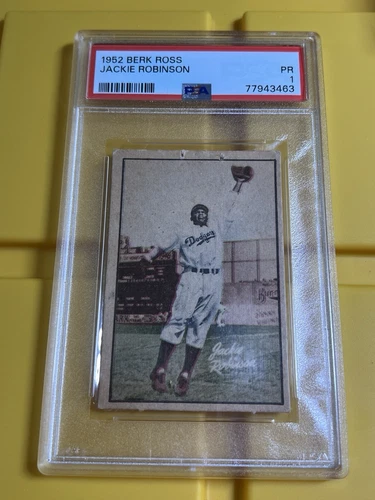 1952 BERK ROSS
JACKIE ROBINSON
PR
1
PSA
77943463
Dodgers
Jackie
Robinson